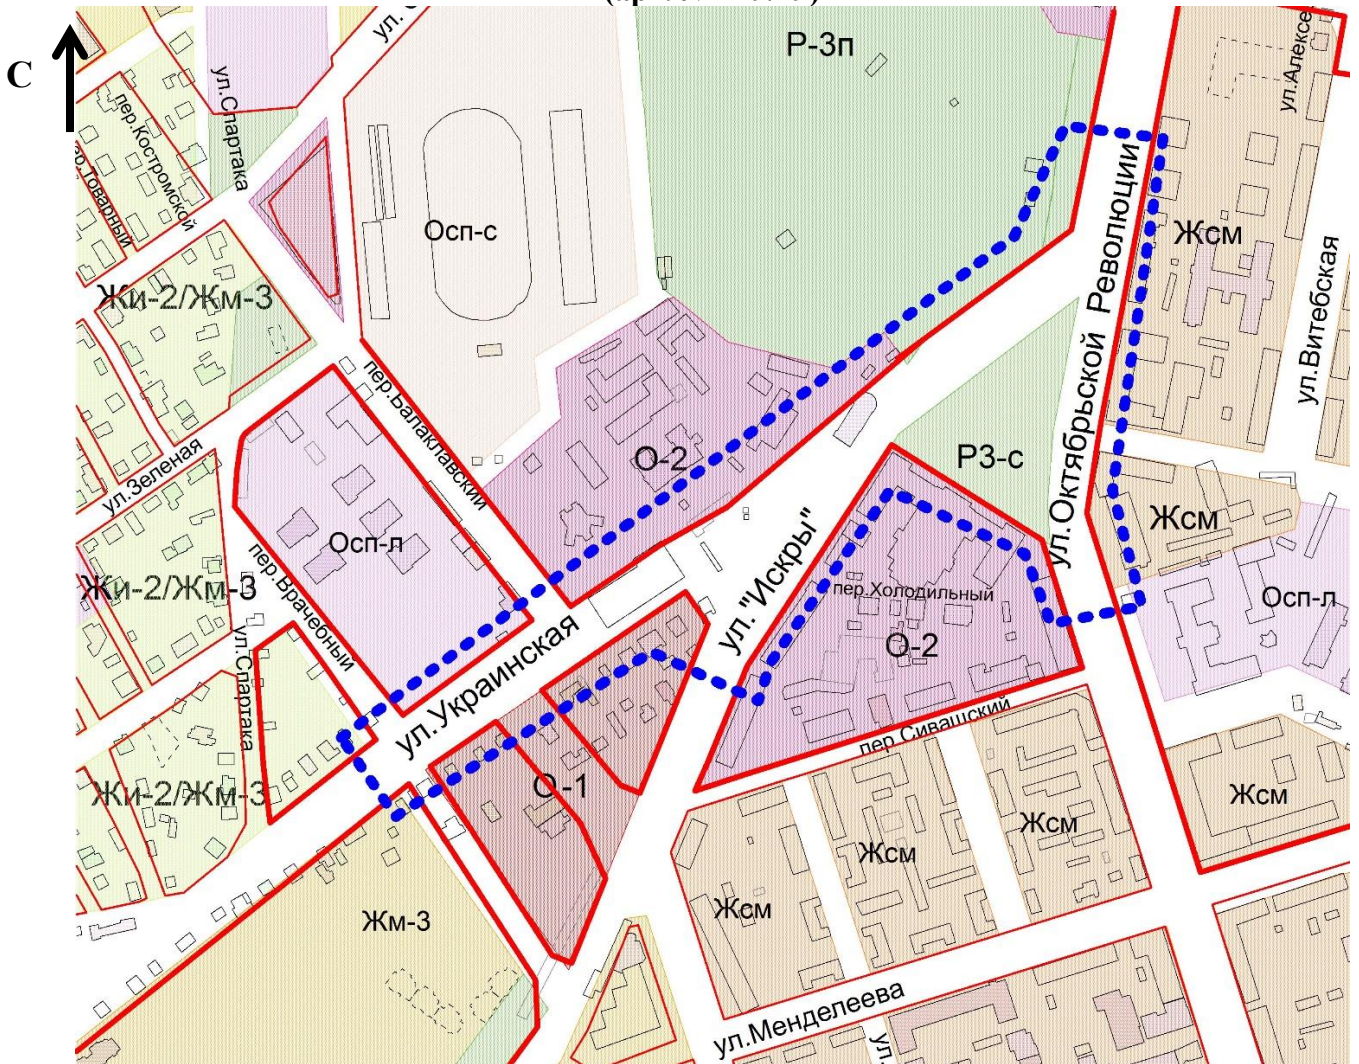 С
Р-3п
ул.Алексе
ул.Спартака
пер.Костромской
пер.Товарный
Осп-с
Жсм
ул.Октябрьской Революции
ул.Витебская
Жи-2/Жм-3
пер.Балаклавский
ул.Зеленая
О-2
Р3-с
Жсм
Осп-л
пер.Врачебный
ул."Искры"
Жи-2/Жм-3
пер.Холодильный
Осп-л
ул.Спартака
ул.Украинская
О-2
пер.Сивашский
Жи-2/Жм-3
О-1
Жсм
Жсм
Жсм
Жсм
Жм-3
ул.Менделеева
ул.